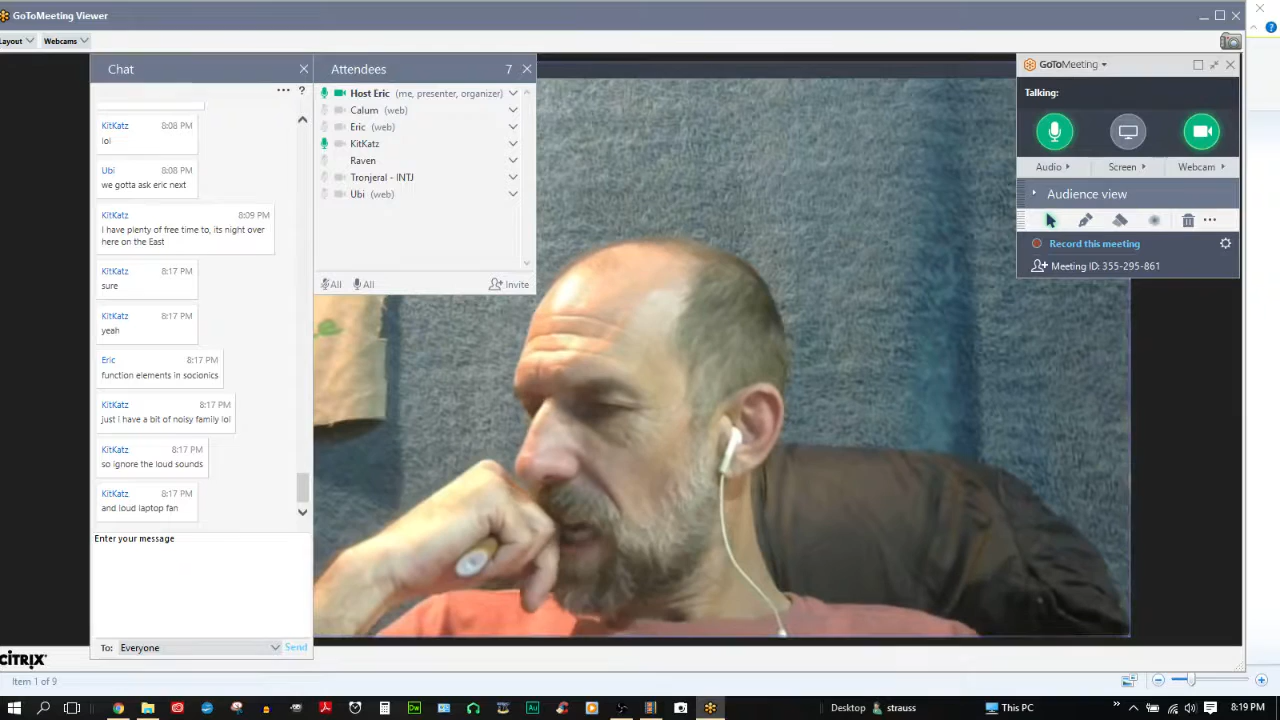 GoToMeeting Viewer
Layout
Webcams
Chat
KitKatz 8:08 PM
lol
Ubi 8:08 PM
we gotta ask eric next
KitKatz 8:09 PM
I have plenty of free time to, its night over
here on the East
KitKatz 8:17 PM
sure
KitKatz 8:17 PM
yeah
Eric 8:17 PM
function elements in socionics
KitKatz 8:17 PM
just i have a bit of noisy family lol
KitKatz 8:17 PM
so ignore the loud sounds
KitKatz 8:17 PM
and loud laptop fan
Enter your message
To: Everyone Send
Attendees 7
Host Eric (me, presenter, organizer)
Calum (web)
Eric (web)
KitKatz
Raven
Tronjeral - INTJ
Ubi (web)
All All Invite
GoToMeeting
Talking:
Audio Screen Webcam
Audience view
Record this meeting
Meeting ID: 355-295-861
CITRIX
Item 1 of 9
Desktop strauss This PC 8:19 PM